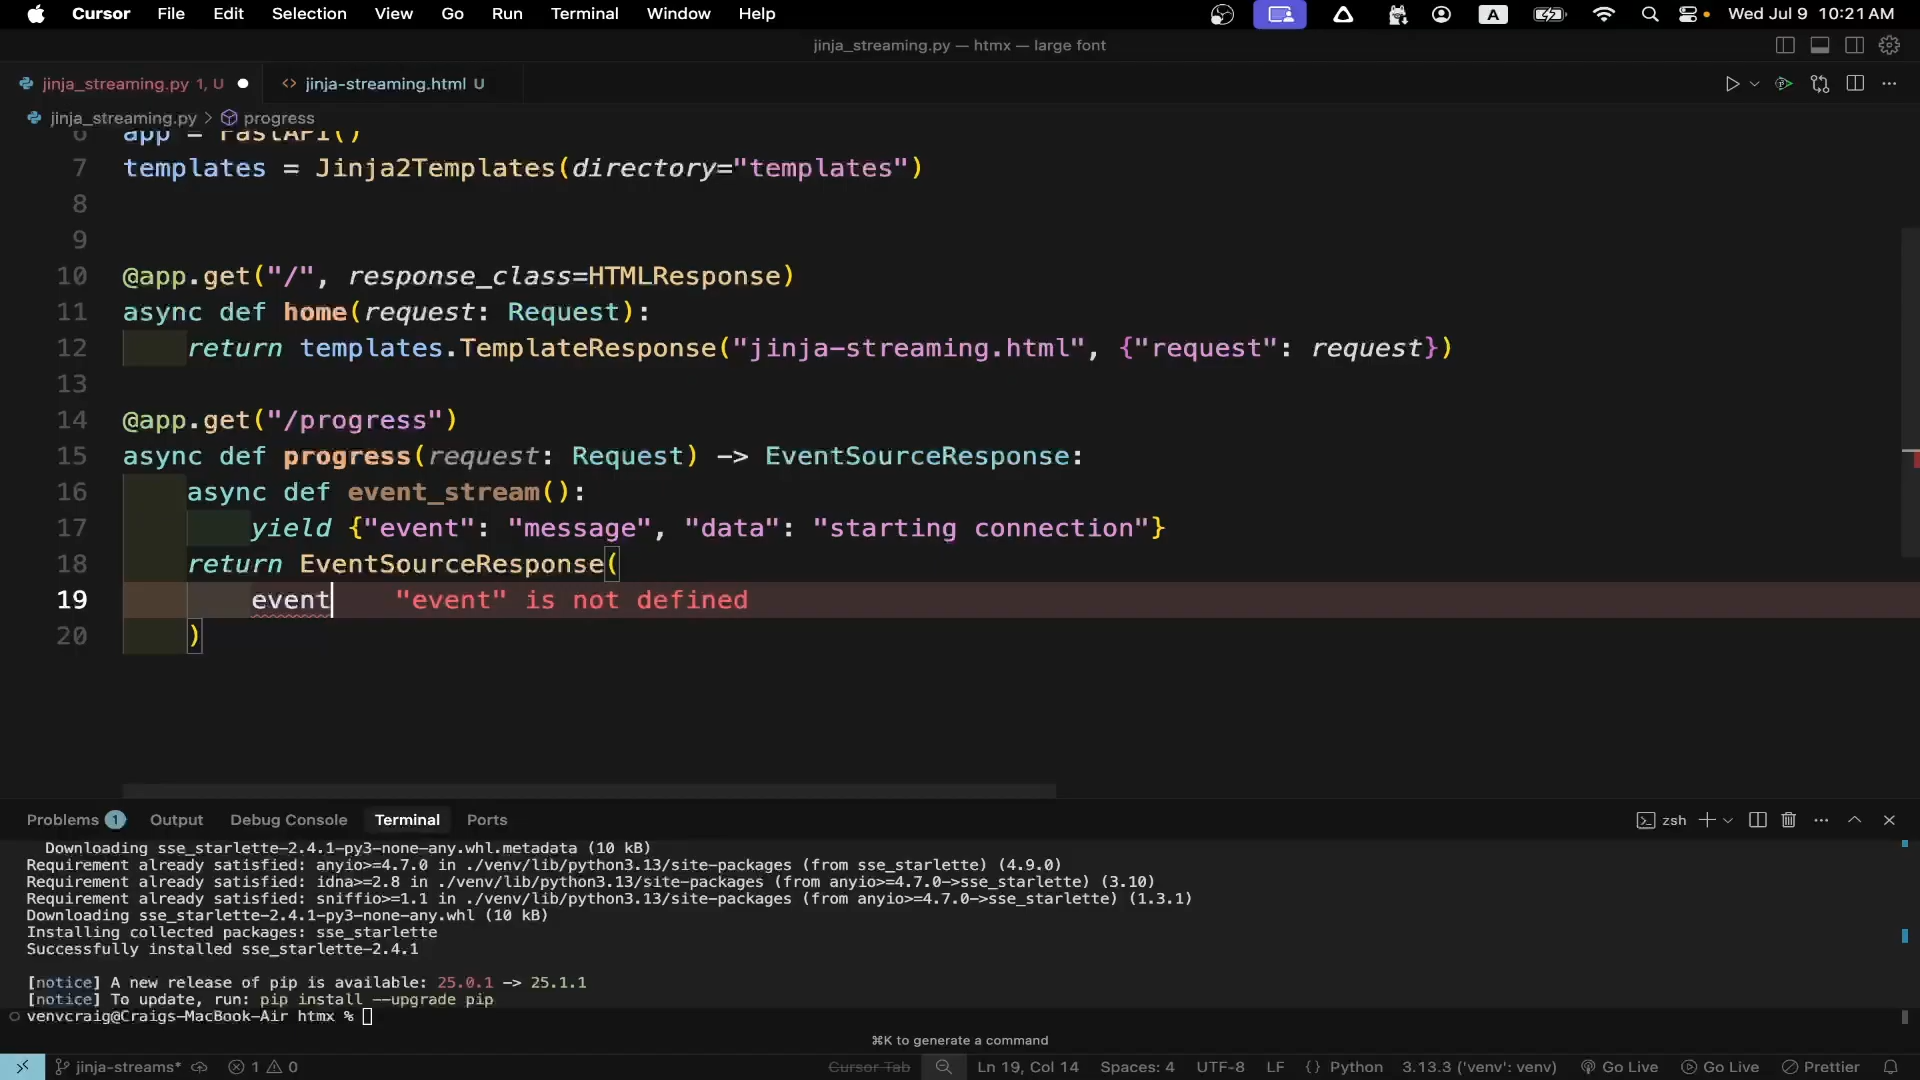 Cursor File Edit Selection View Go Run Terminal Window Help A Wed Jul 9 10:21 AM
jinja_streaming.py — htmx — large font
jinja_streaming.py 1, U jinja-streaming.html U
jinja_streaming.py > progress
6 app = FastAPI()
7 templates = Jinja2Templates(directory="templates")
8
9
10 @app.get("/", response_class=HTMLResponse)
11 async def home(request: Request):
12 return templates.TemplateResponse("jinja-streaming.html", {"request": request})
13
14 @app.get("/progress")
15 async def progress(request: Request) -> EventSourceResponse:
16 async def event_stream():
17 yield {"event": "message", "data": "starting connection"}
18 return EventSourceResponse(
19 event "event" is not defined
20 )
Problems 1 Output Debug Console Terminal Ports zsh
Downloading sse_starlette-2.4.1-py3-none-any.whl.metadata (10 kB)
Requirement already satisfied: anyio>=4.7.0 in ./venv/lib/python3.13/site-packages (from sse_starlette) (4.9.0)
Requirement already satisfied: idna>=2.8 in ./venv/lib/python3.13/site-packages (from anyio>=4.7.0->sse_starlette) (3.10)
Requirement already satisfied: sniffio>=1.1 in ./venv/lib/python3.13/site-packages (from anyio>=4.7.0->sse_starlette) (1.3.1)
Downloading sse_starlette-2.4.1-py3-none-any.whl (10 kB)
Installing collected packages: sse_starlette
Successfully installed sse_starlette-2.4.1
[notice] A new release of pip is available: 25.0.1 -> 25.1.1
[notice] To update, run: pip install --upgrade pip
venvcraig@Craigs-MacBook-Air htmx %
⌘K to generate a command
jinja-streams* 1 0 Cursor Tab Ln 19, Col 14 Spaces: 4 UTF-8 LF {} Python 3.13.3 ('venv': venv) Go Live Go Live Prettier